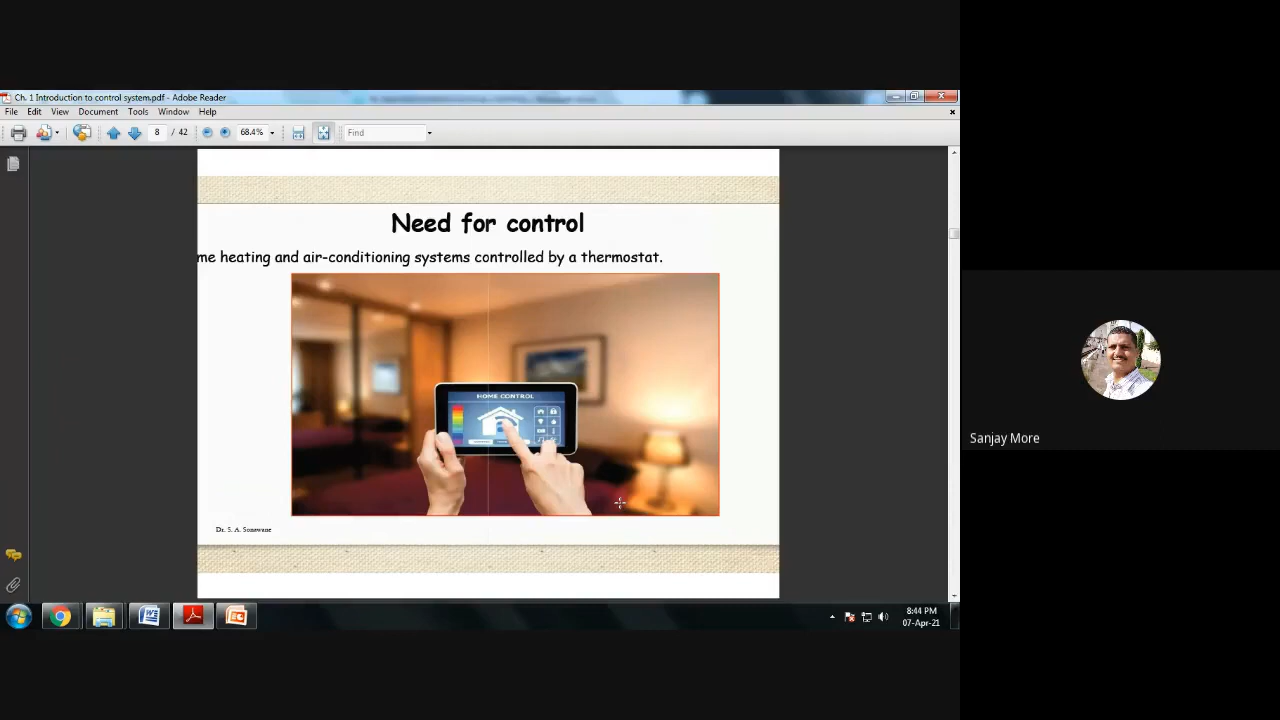 Ch. 1 Introduction to control system.pdf - Adobe Reader
File Edit View Document Tools Window Help
8 / 42 68.4% Find
Need for control
me heating and air-conditioning systems controlled by a thermostat.
HOME CONTROL
Dr. S. A. Sonawane
Sanjay More
8:44 PM
07-Apr-21